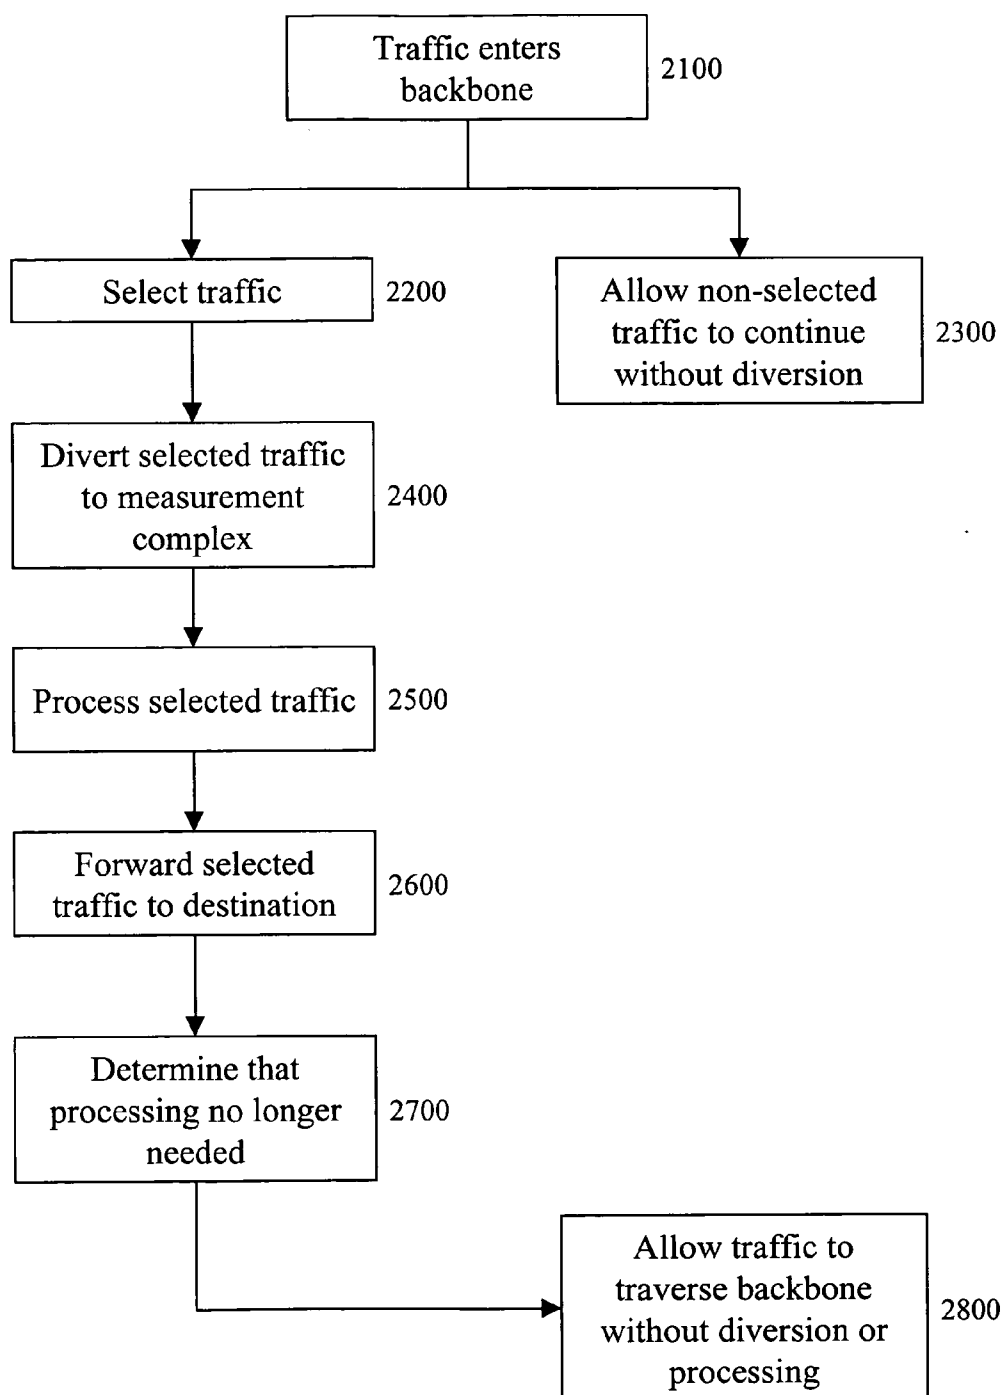 Traffic enters
backbone
2100
Select traffic
2200
Allow non-selected
traffic to continue
without diversion
2300
Divert selected traffic
to measurement
complex
2400
Process selected traffic
2500
Forward selected
traffic to destination
2600
Determine that
processing no longer
needed
2700
Allow traffic to
traverse backbone
without diversion or
processing
2800